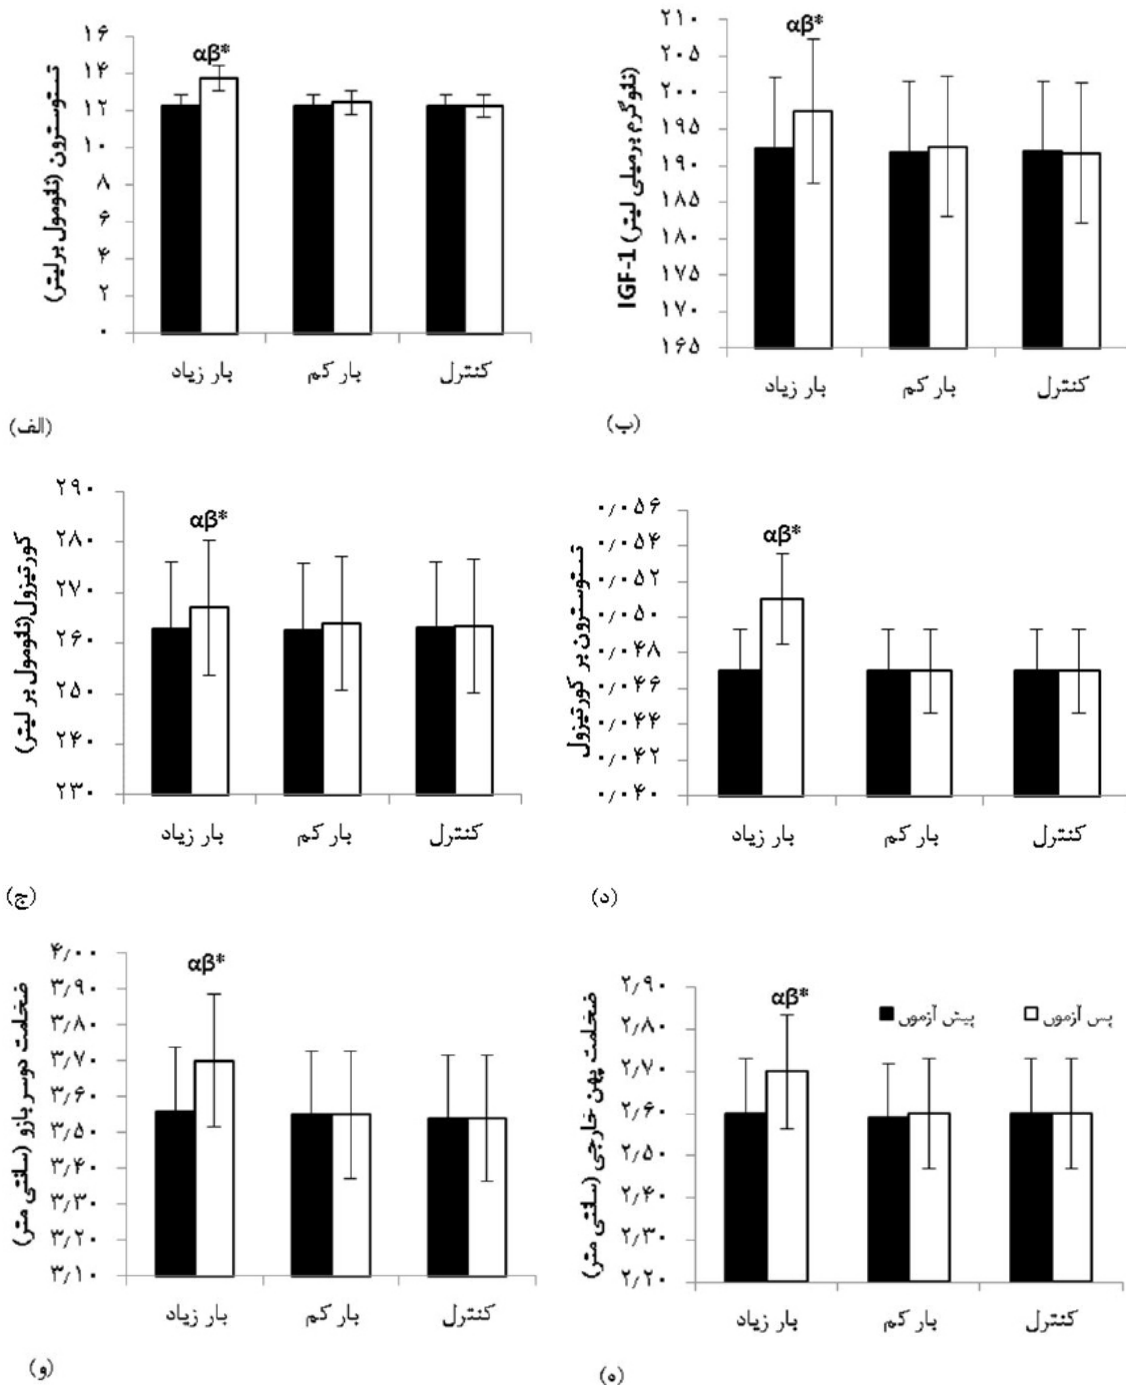 تستوسترون (نانومول برلیتر)
αβ*
۱۶
۱۴
۱۲
۱۰
۸
۶
۴
۲
۰
بار زیاد
بار کم
کنترل
(الف)
IGF-1 (نانوگرم برمیلی لیتر)
αβ*
۲۱۰
۲۰۵
۲۰۰
۱۹۵
۱۹۰
۱۸۵
۱۸۰
۱۷۵
۱۷۰
۱۶۵
بار زیاد
بار کم
کنترل
(ب)
کورتیزول(نانومول بر لیتر)
αβ*
۲۹۰
۲۸۰
۲۷۰
۲۶۰
۲۵۰
۲۴۰
۲۳۰
بار زیاد
بار کم
کنترل
(ج)
تستوسترون بر کورتیزول
αβ*
۰/۰۵۶
۰/۰۵۴
۰/۰۵۲
۰/۰۵۰
۰/۰۴۸
۰/۰۴۶
۰/۰۴۴
۰/۰۴۲
۰/۰۴۰
بار زیاد
بار کم
کنترل
(د)
ضخامت دوسر بازو (سانتی متر)
αβ*
۴/۰۰
۳/۹۰
۳/۸۰
۳/۷۰
۳/۶۰
۳/۵۰
۳/۴۰
۳/۳۰
۳/۲۰
۳/۱۰
بار زیاد
بار کم
کنترل
(و)
ضخامت پهن خارجی (سانتی متر)
αβ*
پیش آزمون
پس آزمون
۲/۹۰
۲/۸۰
۲/۷۰
۲/۶۰
۲/۵۰
۲/۴۰
۲/۳۰
۲/۲۰
بار زیاد
بار کم
کنترل
(ه)